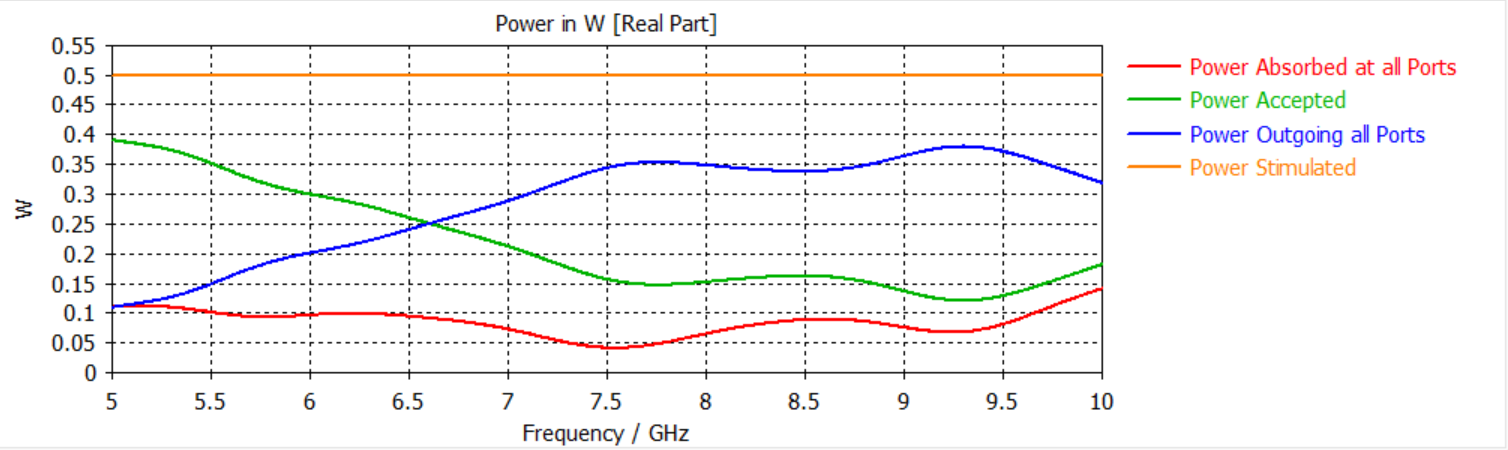 Power in W [Real Part]
0.55
0.5
0.45
0.4
0.35
0.3
0.25
0.2
0.15
0.1
0.05
0
W
5 5.5 6 6.5 7 7.5 8 8.5 9 9.5 10
Frequency / GHz
Power Absorbed at all Ports
Power Accepted
Power Outgoing all Ports
Power Stimulated